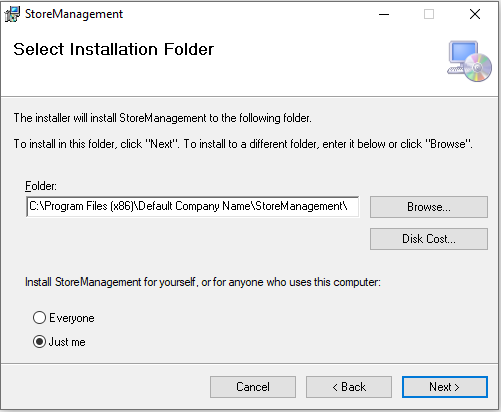 StoreManagement
Select Installation Folder
The installer will install StoreManagement to the following folder.
To install in this folder, click "Next". To install to a different folder, enter it below or click "Browse".
Folder:
C:\Program Files (x86)\Default Company Name\StoreManagement\
Browse...
Disk Cost...
Install StoreManagement for yourself, or for anyone who uses this computer:
Everyone
Just me
Cancel
< Back
Next >